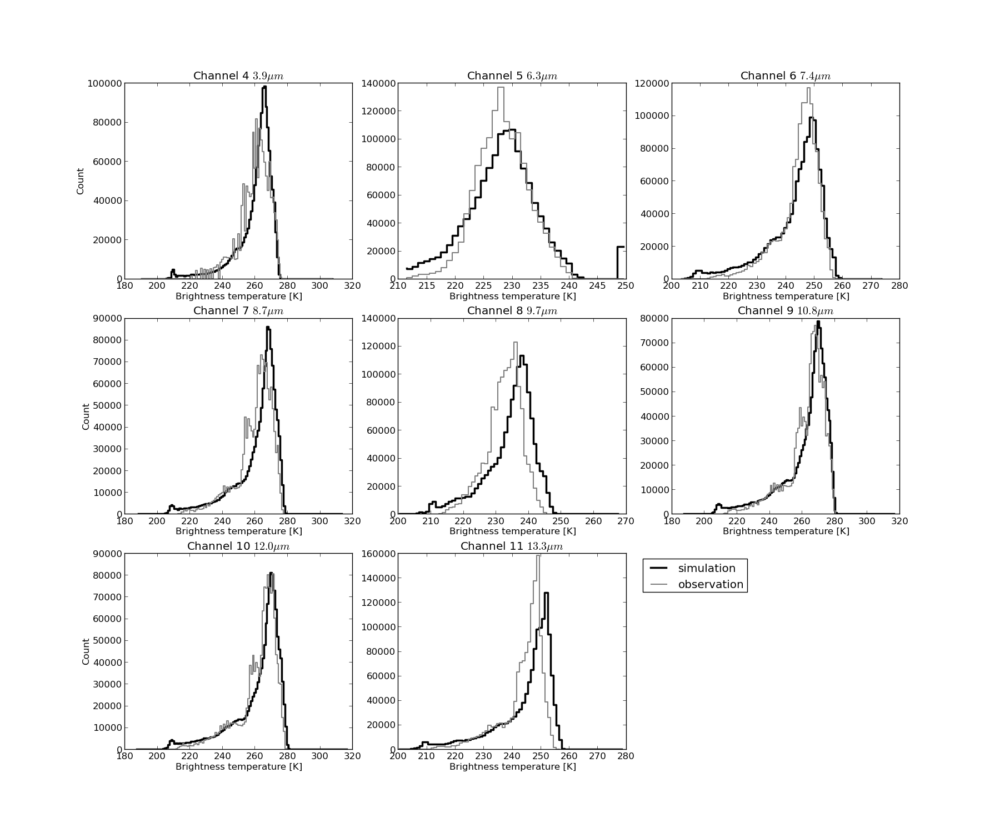 Channel 4 3.9μm
Channel 5 6.3μm
Channel 6 7.4μm
100000
80000
60000
40000
20000
0
Count
180 200 220 240 260 280 300 320
Brightness temperature [K]
140000
120000
100000
80000
60000
40000
20000
0
210 215 220 225 230 235 240 245 250
Brightness temperature [K]
120000
100000
80000
60000
40000
20000
0
200 210 220 230 240 250 260 270 280
Brightness temperature [K]
Channel 7 8.7μm
Channel 8 9.7μm
Channel 9 10.8μm
90000
80000
70000
60000
50000
40000
30000
20000
10000
0
Count
180 200 220 240 260 280 300 320
Brightness temperature [K]
140000
120000
100000
80000
60000
40000
20000
0
200 210 220 230 240 250 260 270
Brightness temperature [K]
80000
70000
60000
50000
40000
30000
20000
10000
0
180 200 220 240 260 280 300 320
Brightness temperature [K]
Channel 10 12.0μm
Channel 11 13.3μm
90000
80000
70000
60000
50000
40000
30000
20000
10000
0
Count
180 200 220 240 260 280 300 320
Brightness temperature [K]
160000
140000
120000
100000
80000
60000
40000
20000
0
200 210 220 230 240 250 260 270 280
Brightness temperature [K]
simulation
observation